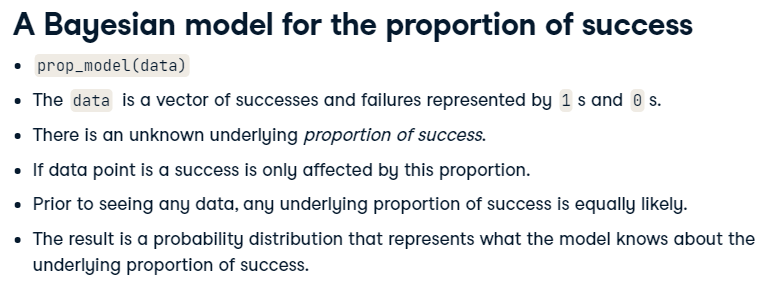 A Bayesian model for the proportion of success
• prop_model(data)
• The data is a vector of successes and failures represented by 1 s and 0 s.
• There is an unknown underlying proportion of success.
• If data point is a success is only affected by this proportion.
• Prior to seeing any data, any underlying proportion of success is equally likely.
• The result is a probability distribution that represents what the model knows about the
underlying proportion of success.